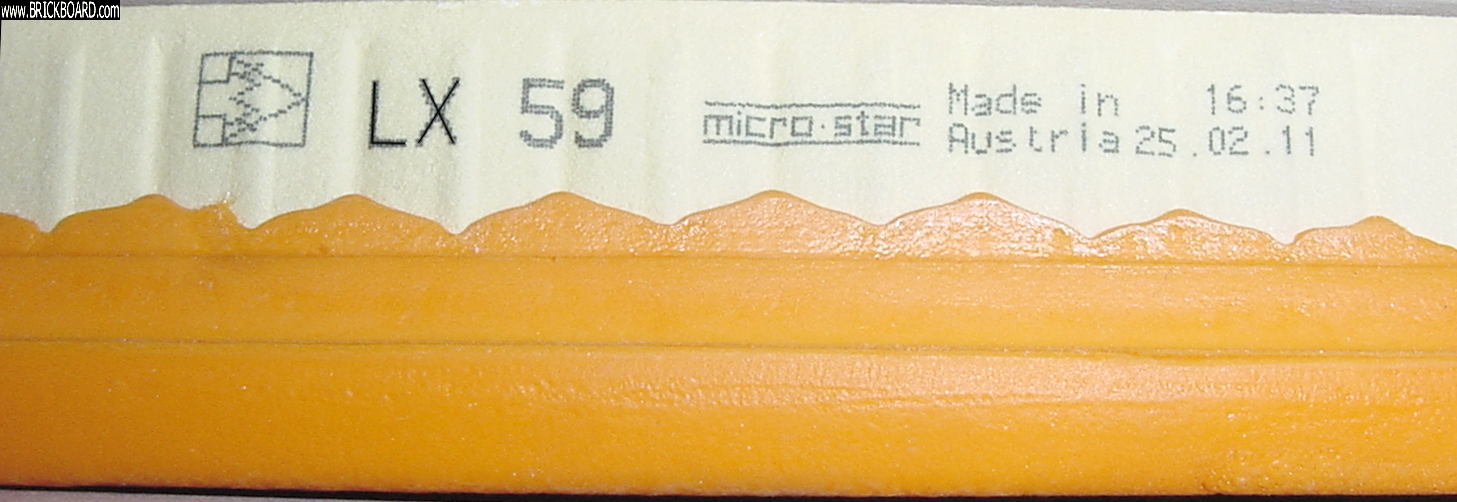 www.BRICKBOARD.com
LX 59 micro·star Made in 16:37
Austria 25.02.11